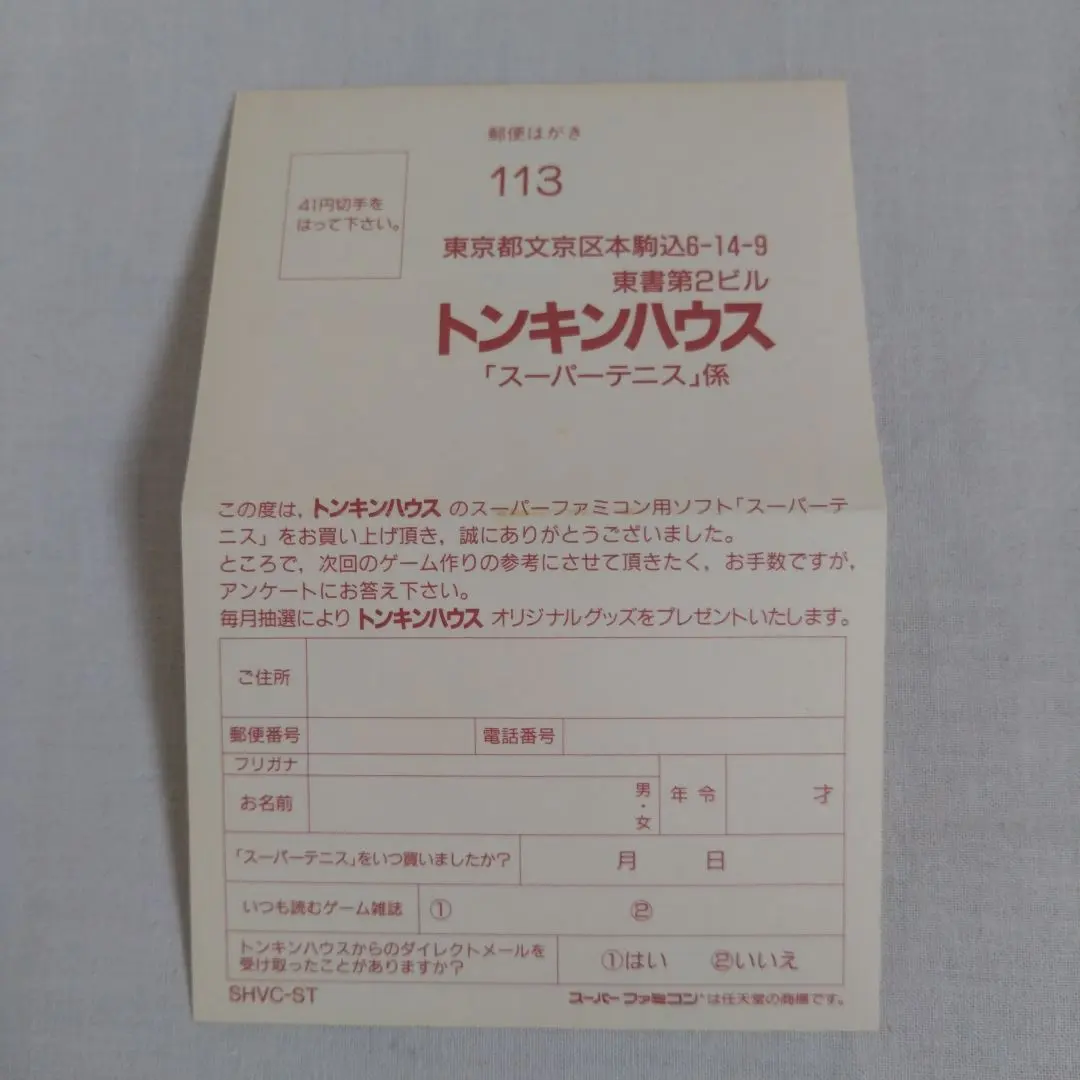 郵便はがき
113
41円切手を
はって下さい。
東京都文京区本駒込6-14-9
東書第2ビル
トンキンハウス
「スーパーテニス」係
この度は,トンキンハウスのスーパーファミコン用ソフト「スーパーテ
ニス」をお買い上げ頂き,誠にありがとうございました。
ところで,次回のゲーム作りの参考にさせて頂きたく,お手数ですが,
アンケートにお答え下さい。
毎月抽選によりトンキンハウスオリジナルグッズをプレゼントいたします。
ご住所
郵便番号 電話番号
フリガナ
お名前 男・女 年令 才
「スーパーテニス」をいつ買いましたか? 月 日
いつも読むゲーム雑誌 ① ②
トンキンハウスからのダイレクトメールを
受け取ったことがありますか? ①はい ②いいえ
SHVC-ST スーパーファミコン®は任天堂の商標です。